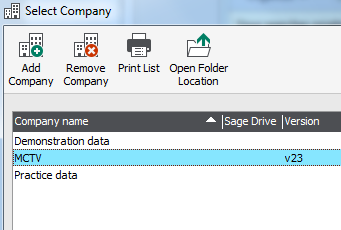 Select Company
Add Company
Remove Company
Print List
Open Folder Location
Company name Sage Drive Version
Demonstration data
MCTV v23
Practice data